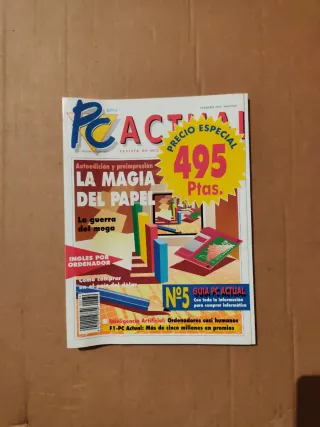 PC ACTUAL
PRECIO ESPECIAL
495
Ptas.
Autoedición y preimpresión
LA MAGIA
DEL PAPEL
La guerra
del mega
INGLES POR
ORDENADOR
Cómo comprar
en el país del dólar
Nº5
GUIA PC ACTUAL
Con toda la información
para comprar informática
Inteligencia Artificial: Ordenadores casi humanos
F1-PC Actual: Más de cinco millones en premios